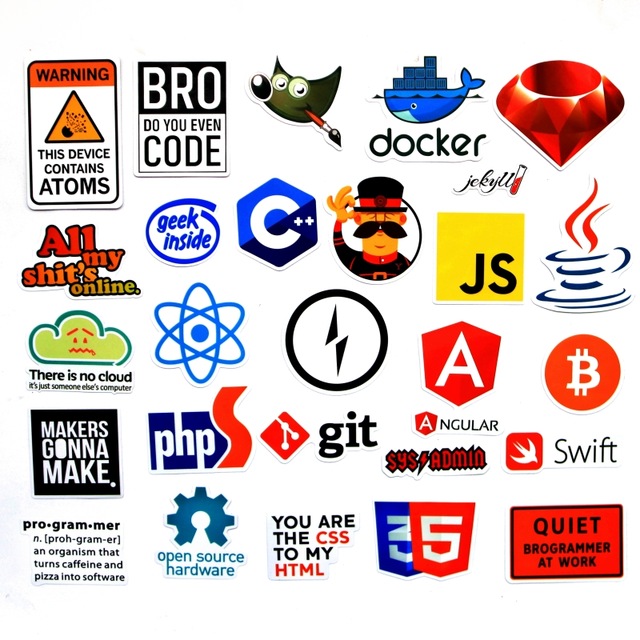 WARNING
THIS DEVICE
CONTAINS
ATOMS
BRO
DO YOU EVEN
CODE
docker
jekyll
All
my
shit's
online.
geek
inside
C++
JS
There is no cloud
it's just someone else's computer
A
B
MAKERS
GONNA
MAKE.
phpS
git
A ANGULAR
SYS ADMIN
Swift
pro•gram•mer
n. [proh-gram-er]
an organism that
turns caffeine and
pizza into software
open source
hardware
YOU ARE
THE CSS
TO MY
HTML
35
QUIET
BROGRAMMER
AT WORK